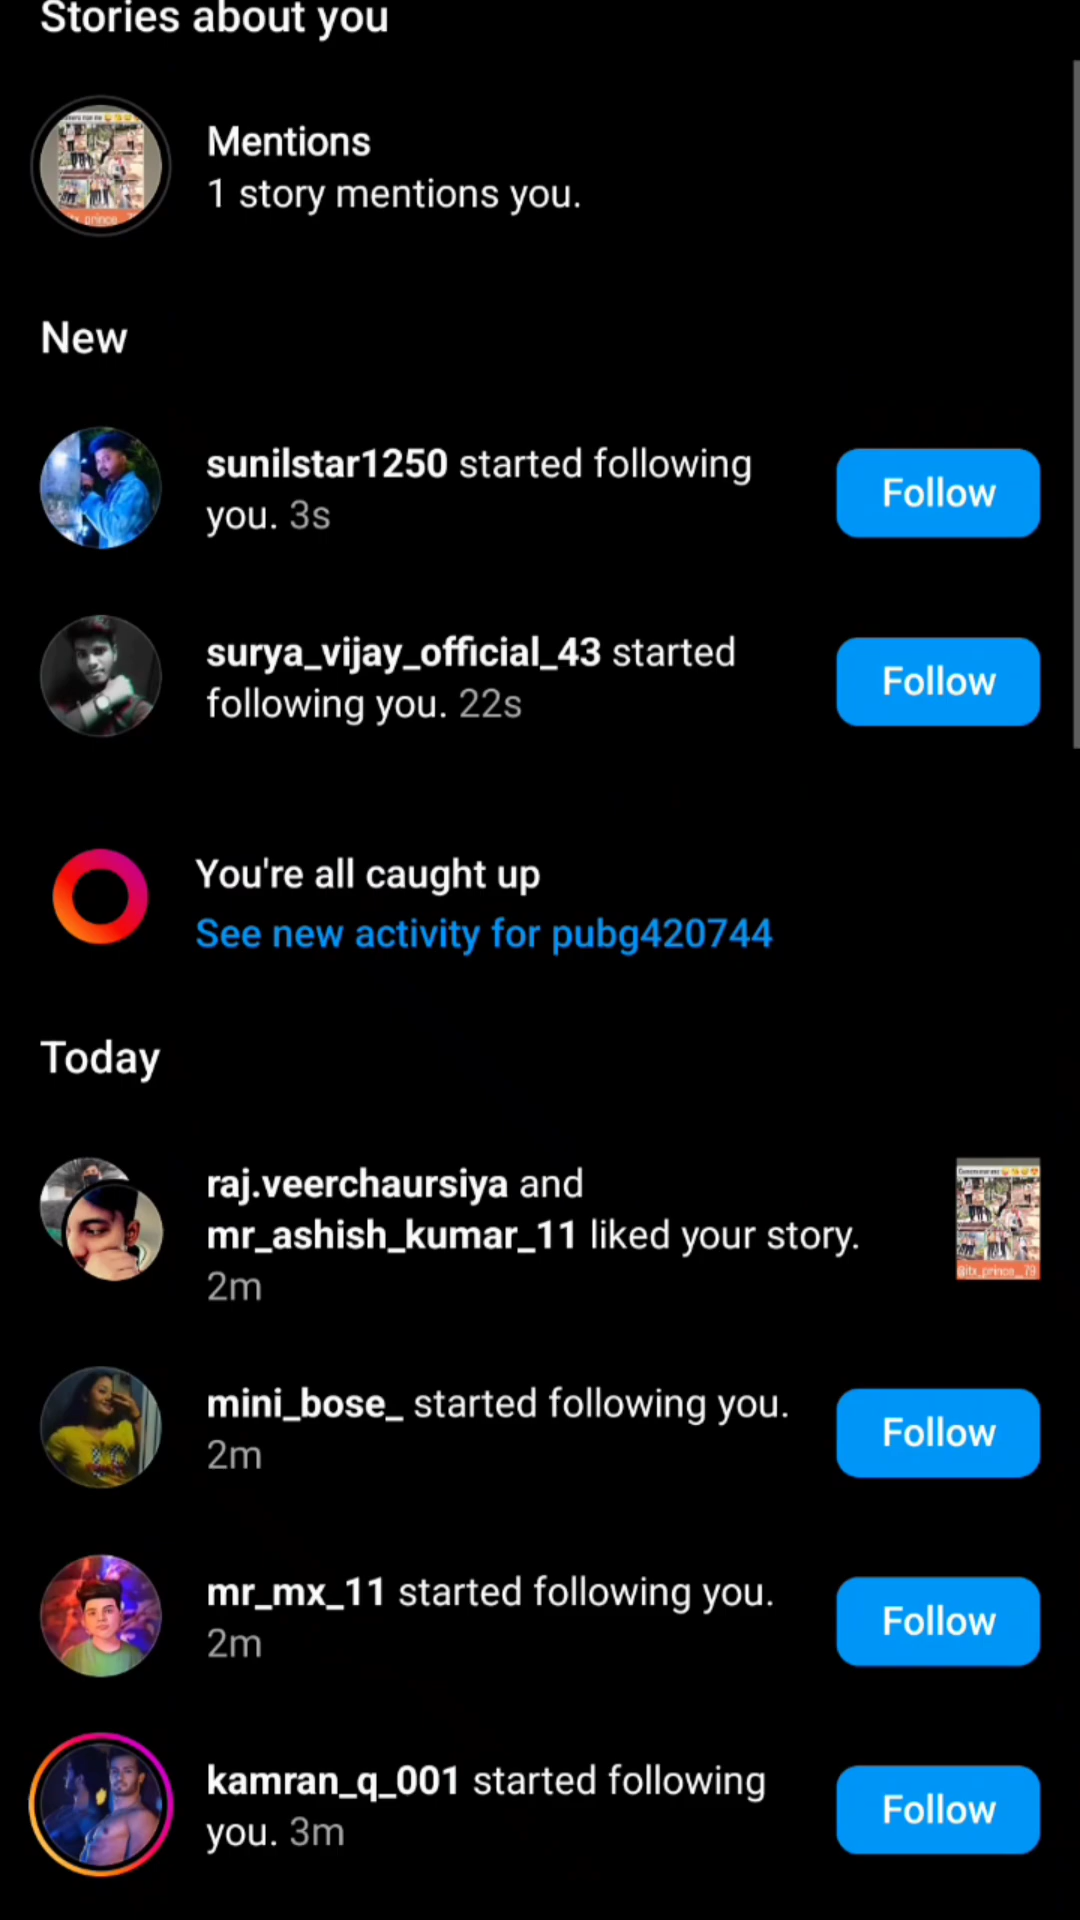 Stories about you
Mentions
1 story mentions you.
New
sunilstar1250 started following
you. 3s
Follow
surya_vijay_official_43 started
following you. 22s
Follow
You're all caught up
See new activity for pubg420744
Today
raj.veerchaursiya and
mr_ashish_kumar_11 liked your story.
2m
@itx_prince__79
mini_bose_ started following you.
2m
Follow
mr_mx_11 started following you.
2m
Follow
kamran_q_001 started following
you. 3m
Follow